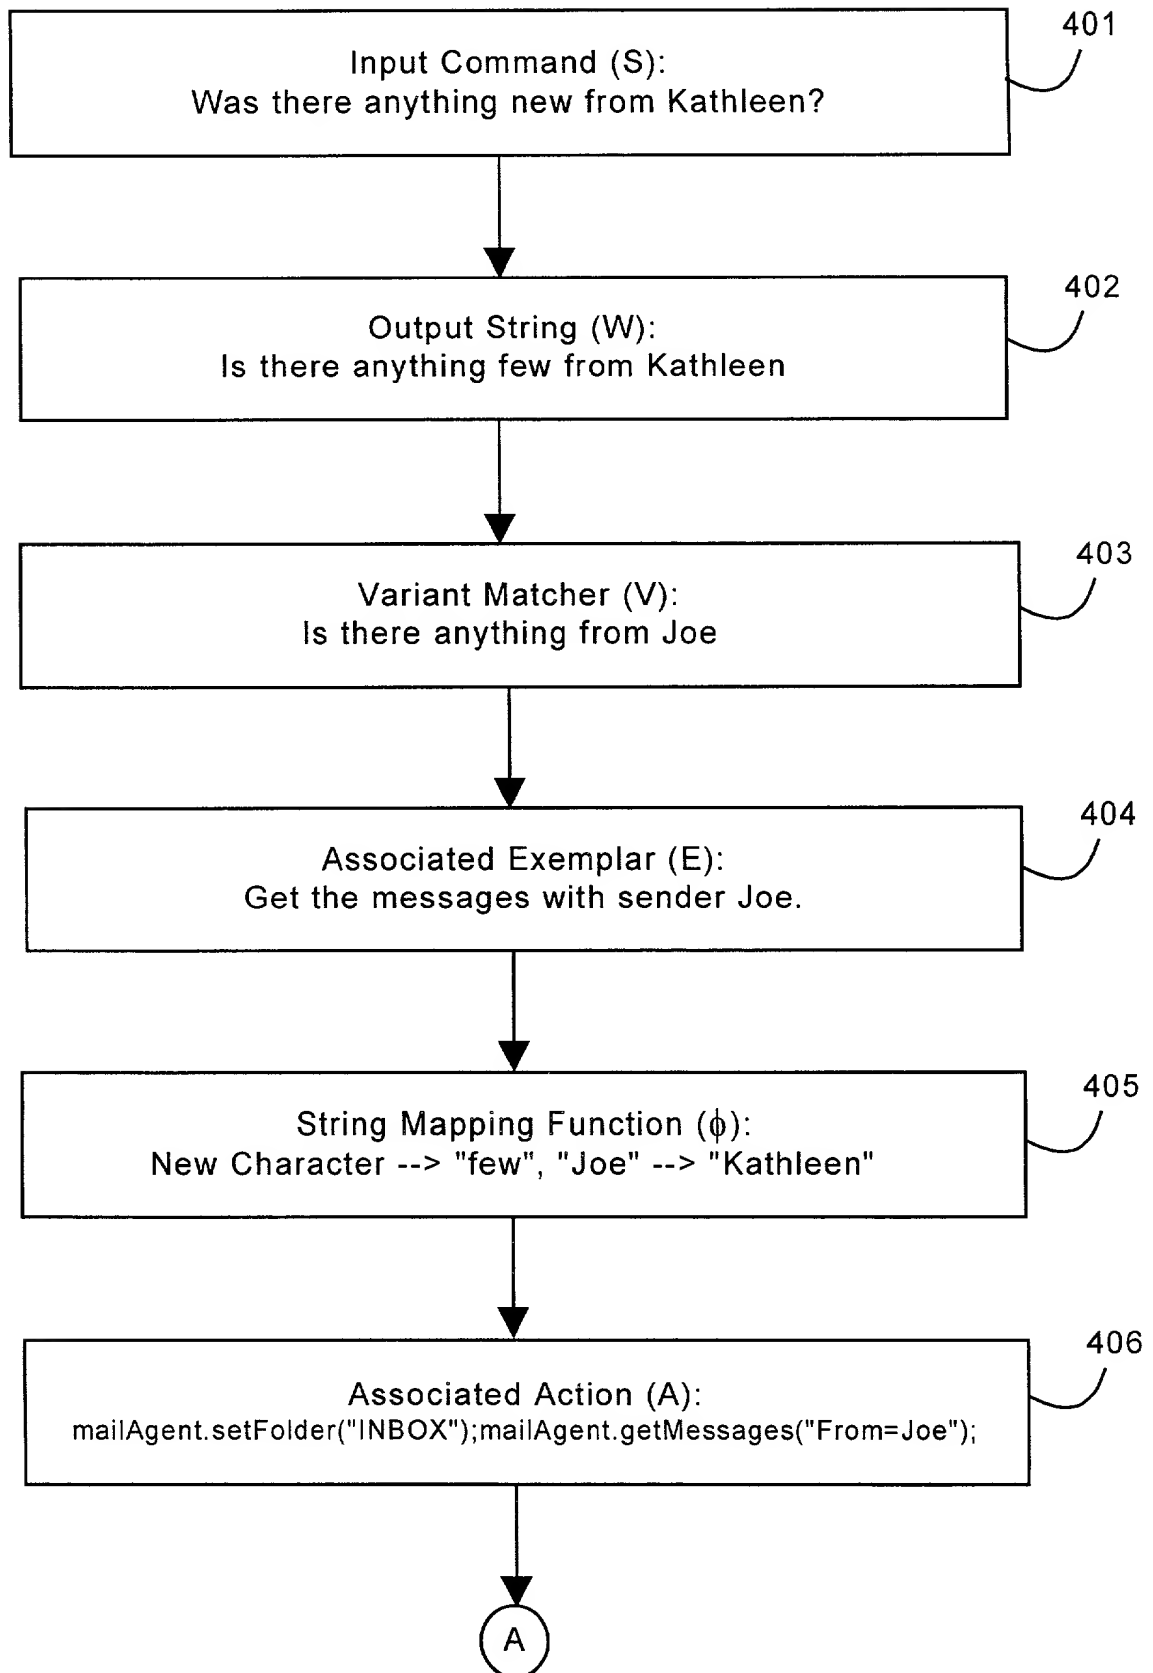 401
Input Command (S):
Was there anything new from Kathleen?
402
Output String (W):
Is there anything few from Kathleen
403
Variant Matcher (V):
Is there anything from Joe
404
Associated Exemplar (E):
Get the messages with sender Joe.
405
String Mapping Function (ϕ):
New Character --> "few", "Joe" --> "Kathleen"
406
Associated Action (A):
mailAgent.setFolder("INBOX");mailAgent.getMessages("From=Joe");
A